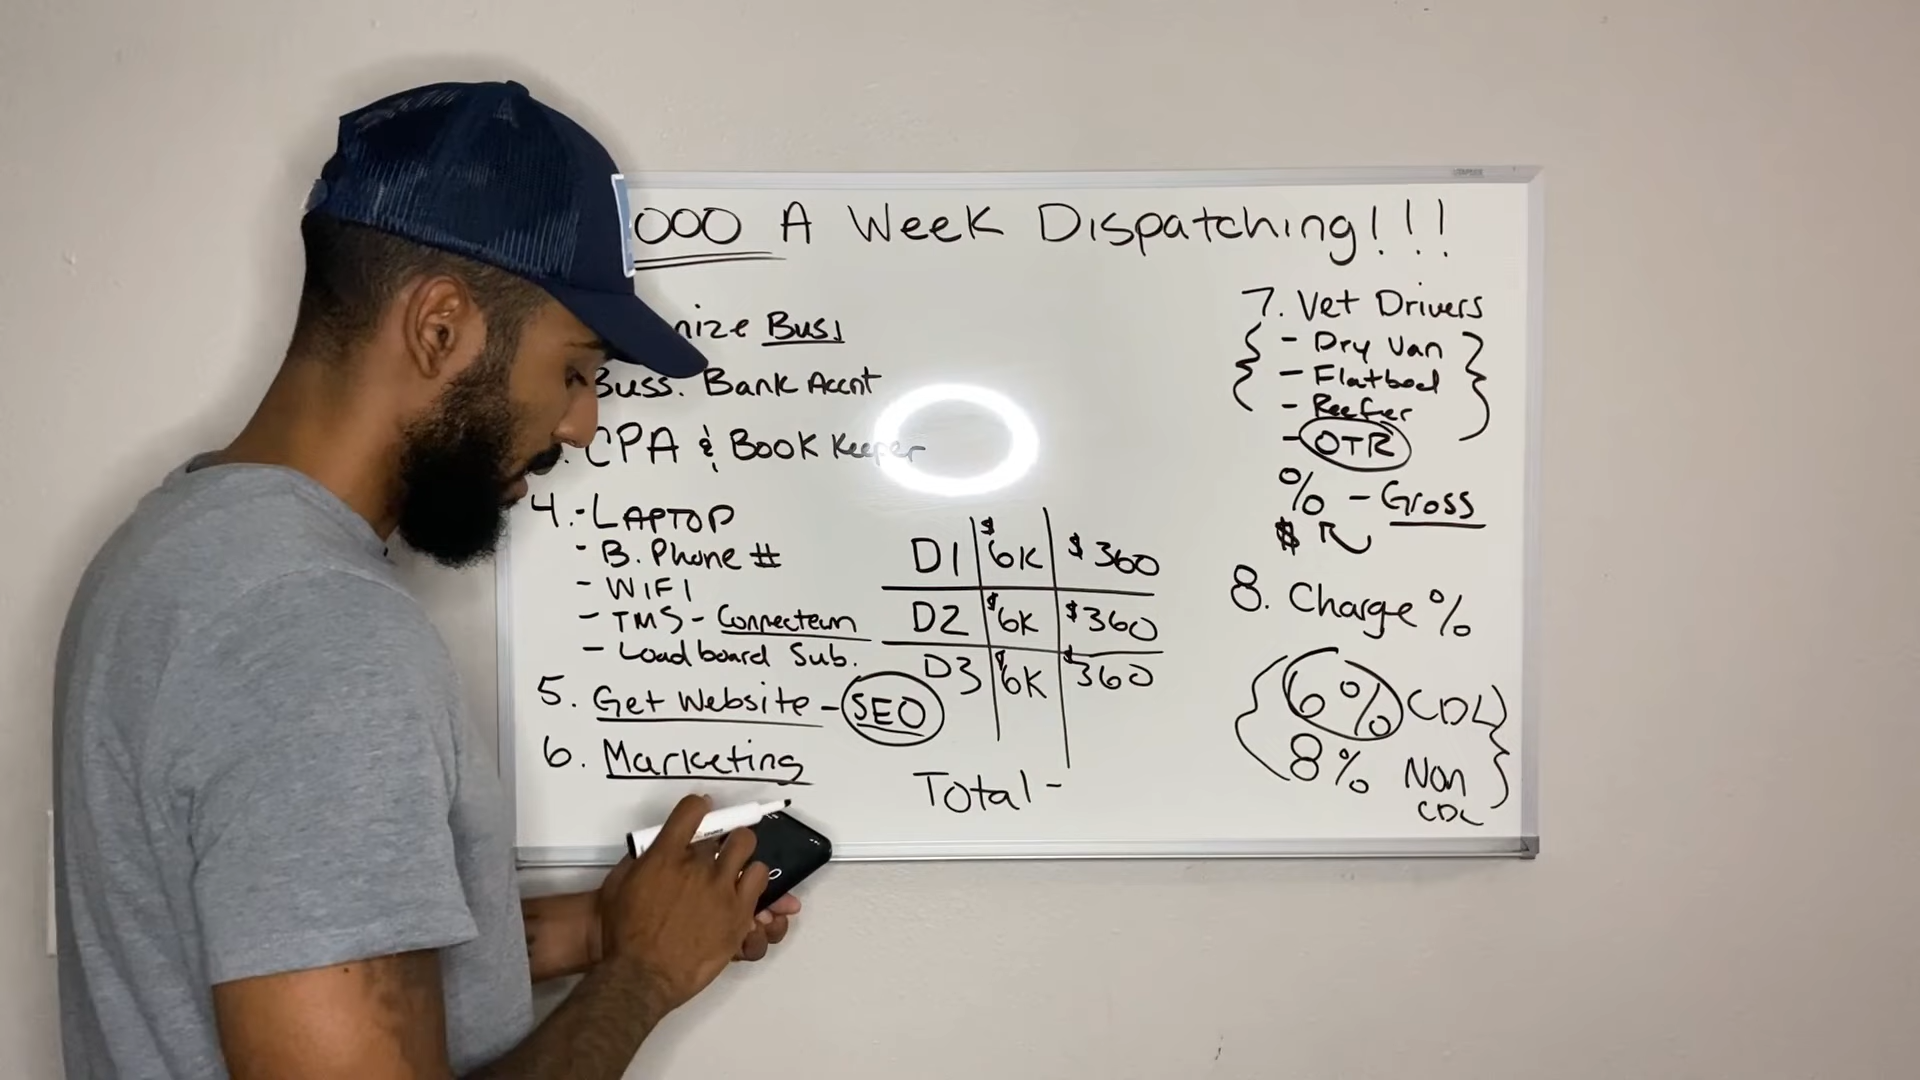 000 A Week Dispatching!!!
Buss
Buss. Bank Accnt
CPA & Book Keeper
4. - LAPTOP
- B. Phone #
- WIFI
- TMS - Connecteam
- Load board Sub.
5. Get Website - SEO
6. Marketing
D1 $6K $360
D2 $6K $360
D3 $6K $360
Total -
7. Vet Drivers
- Dry Van
- Flatbed
- Reefer
- OTR
% - Gross
$
8. Charge %
6% CDL
8% Non
CDL